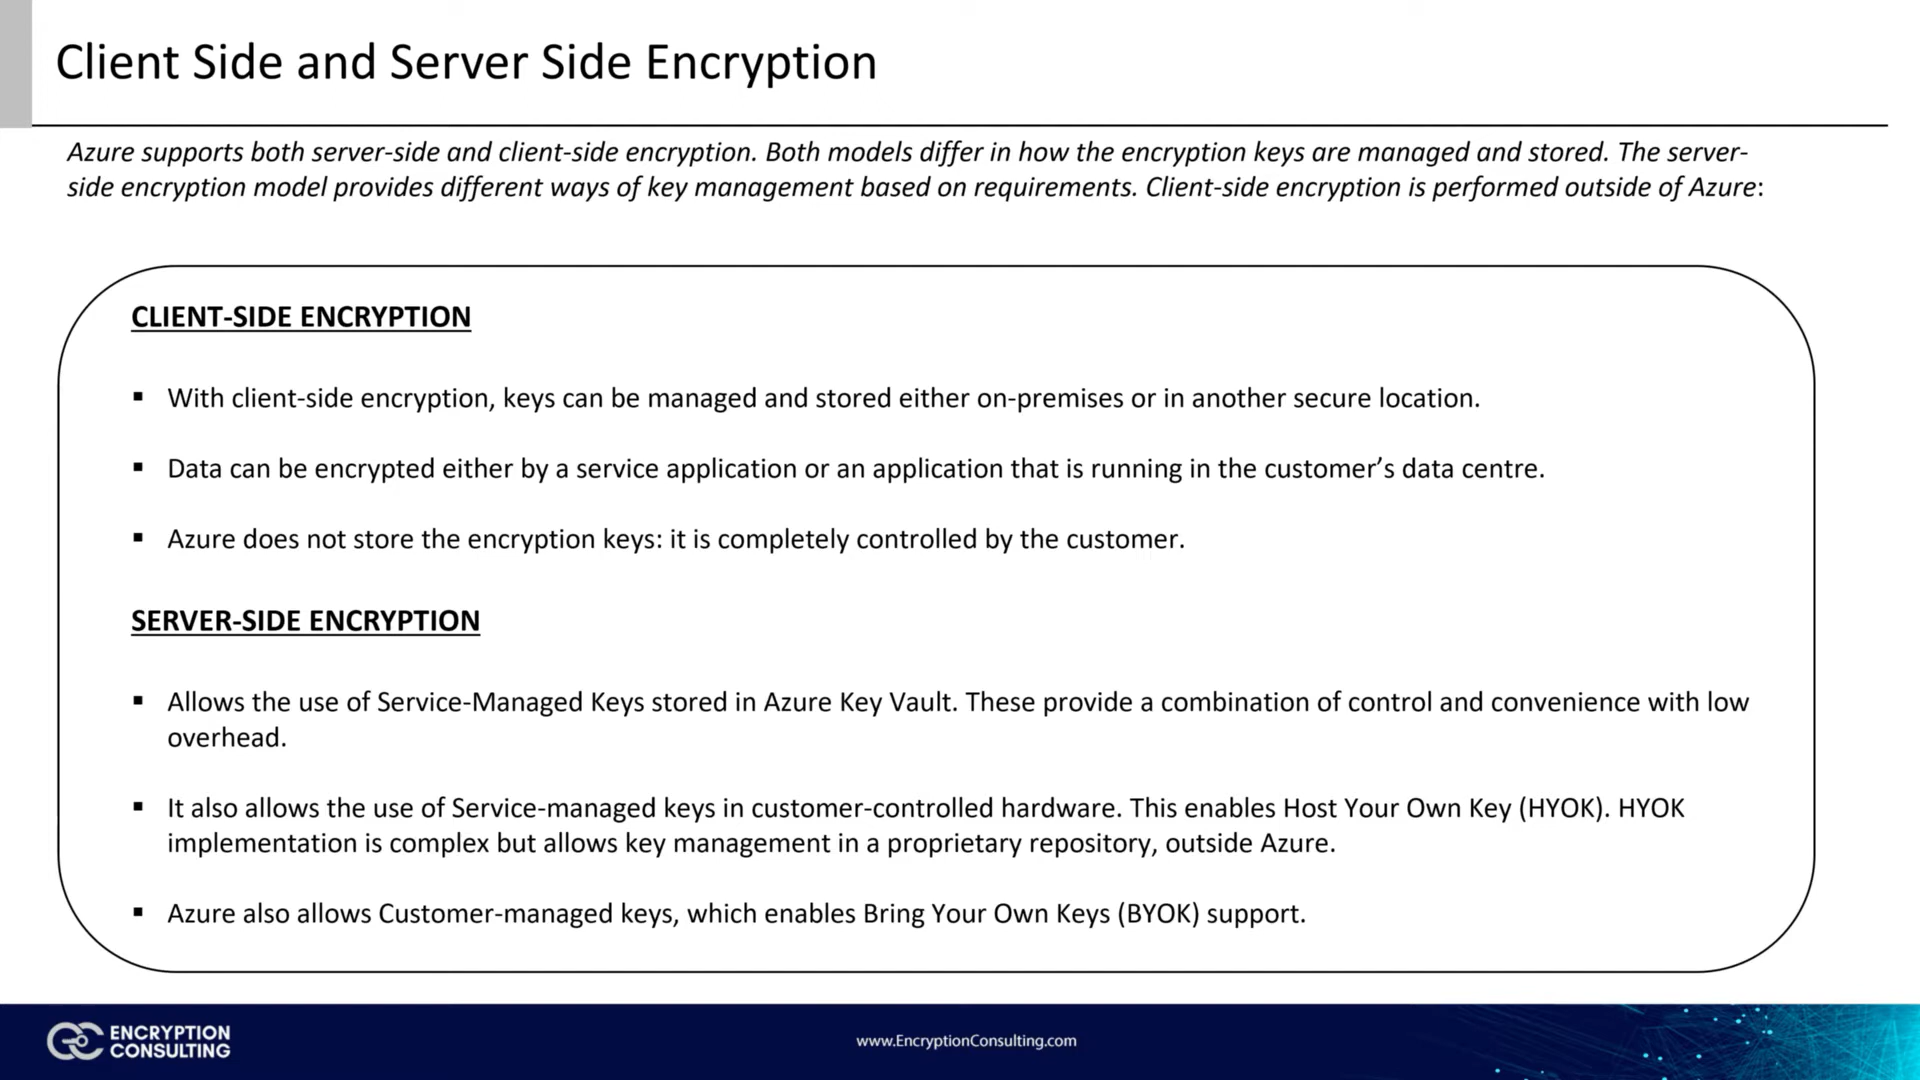 Client Side and Server Side Encryption
Azure supports both server-side and client-side encryption. Both models differ in how the encryption keys are managed and stored. The server-
side encryption model provides different ways of key management based on requirements. Client-side encryption is performed outside of Azure:
CLIENT-SIDE ENCRYPTION
▪ With client-side encryption, keys can be managed and stored either on-premises or in another secure location.
▪ Data can be encrypted either by a service application or an application that is running in the customer’s data centre.
▪ Azure does not store the encryption keys: it is completely controlled by the customer.
SERVER-SIDE ENCRYPTION
▪ Allows the use of Service-Managed Keys stored in Azure Key Vault. These provide a combination of control and convenience with low
overhead.
▪ It also allows the use of Service-managed keys in customer-controlled hardware. This enables Host Your Own Key (HYOK). HYOK
implementation is complex but allows key management in a proprietary repository, outside Azure.
▪ Azure also allows Customer-managed keys, which enables Bring Your Own Keys (BYOK) support.
ENCRYPTION
CONSULTING
www.EncryptionConsulting.com